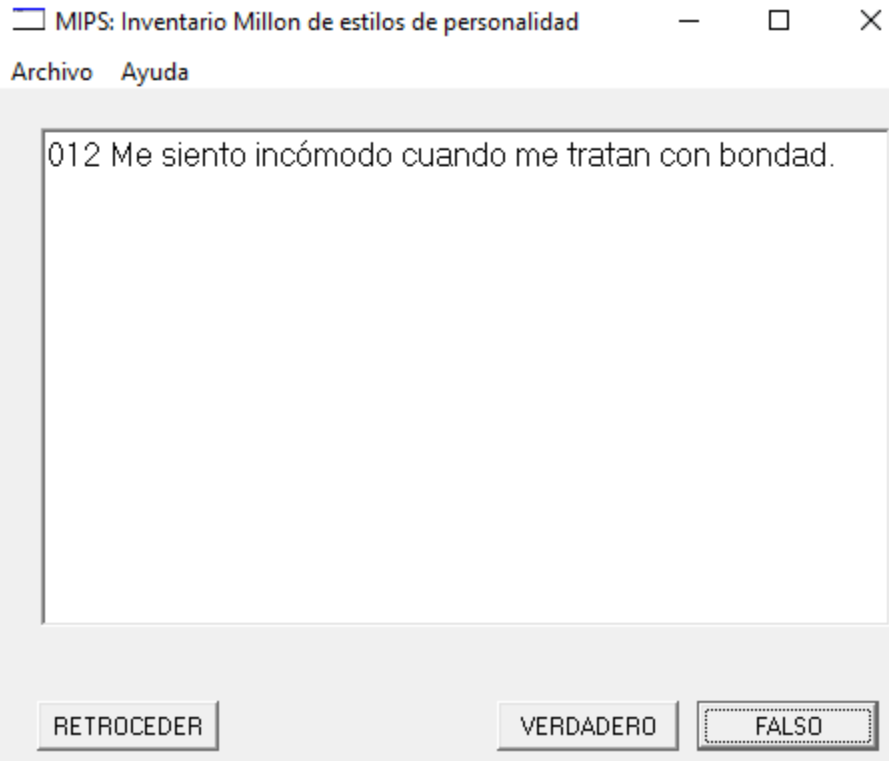 MIPS: Inventario Millon de estilos de personalidad
Archivo Ayuda
012 Me siento incómodo cuando me tratan con bondad.
RETROCEDER VERDADERO FALSO